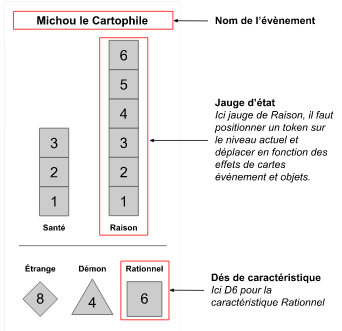 Michou le Cartophile
Nom de l'évènement
6
5
4
3
2
1
3
2
1
Santé
Raison
Jauge d'état
Ici jauge de Raison, il faut
positionner un token sur
le niveau actuel et
déplacer en fonction des
effets de cartes
événement et objets.
Étrange
Démon
Rationnel
8
4
6
Dés de caractéristique
Ici D6 pour la
caractéristique Rationnel